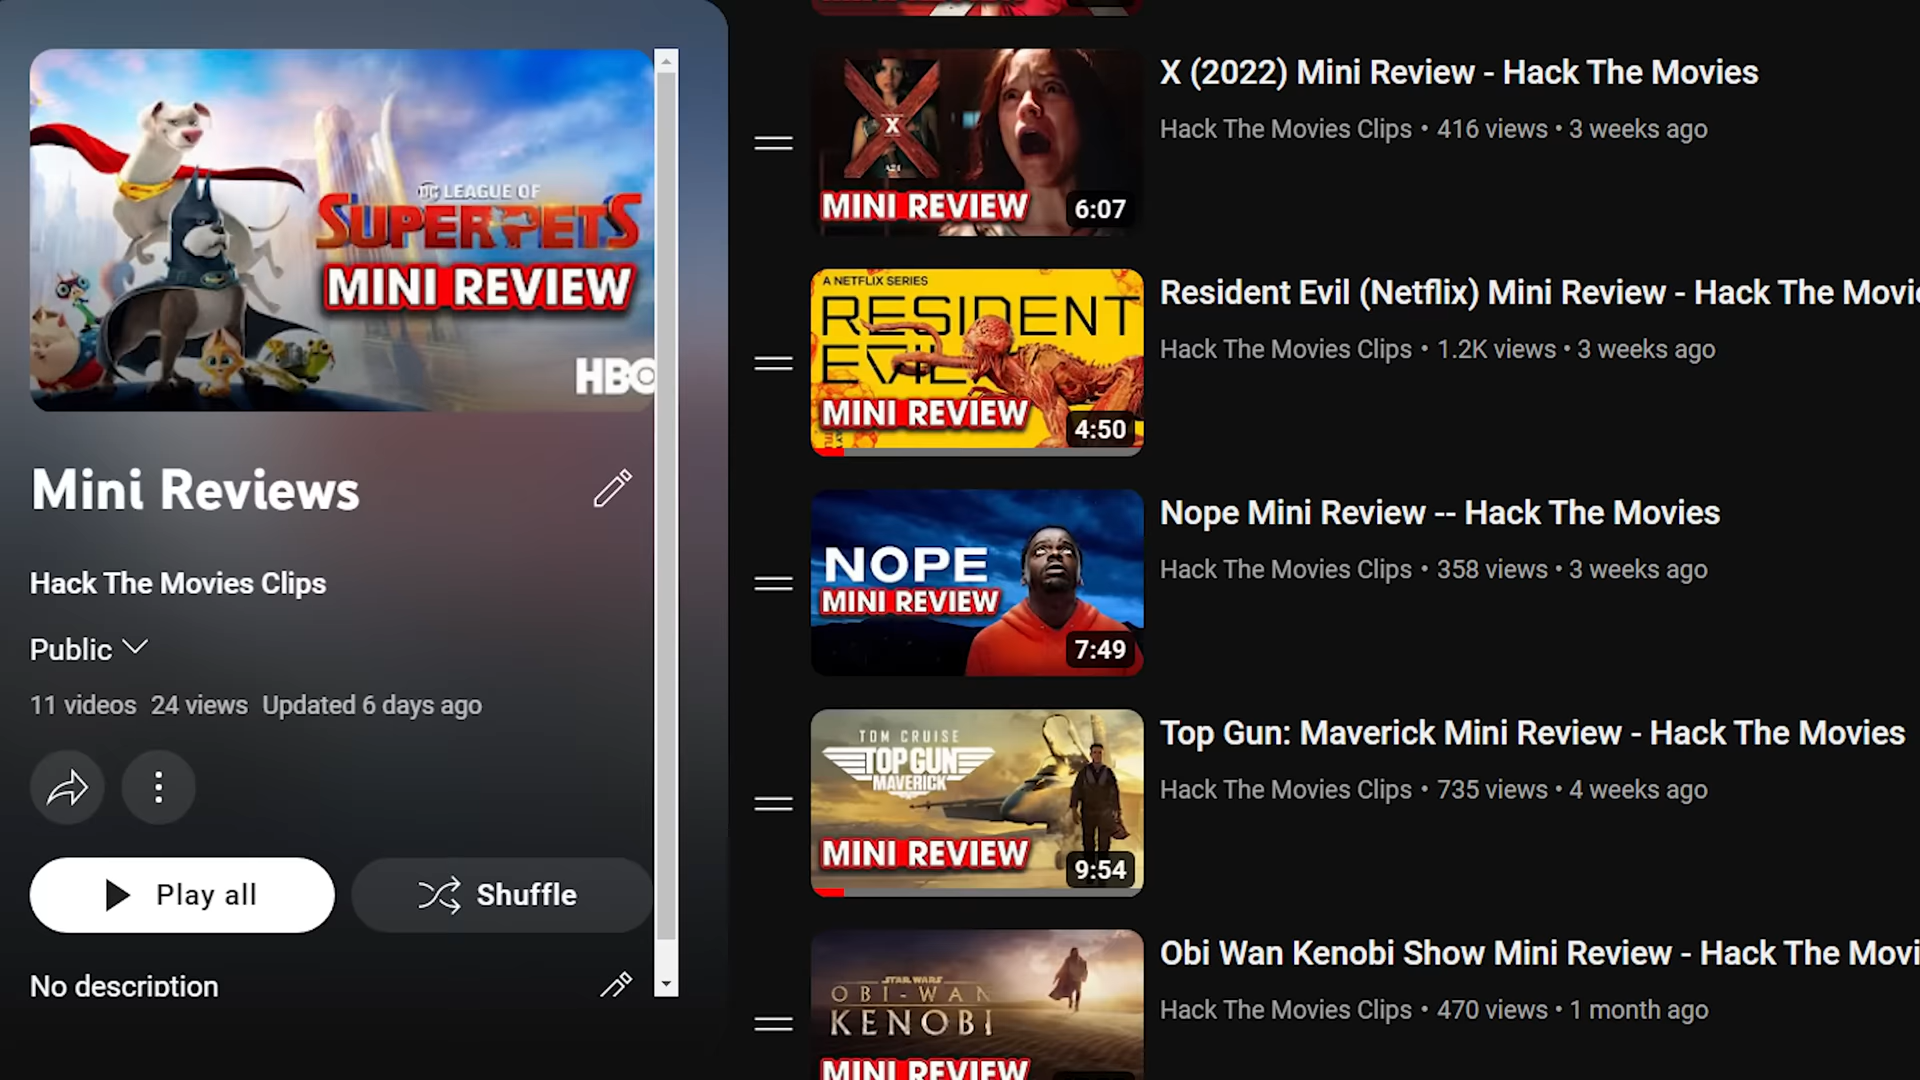 DC LEAGUE OF
SUPER-PETS
MINI REVIEW
HBO
Mini Reviews
Hack The Movies Clips
Public
11 videos 24 views Updated 6 days ago
Play all
Shuffle
No description
X
MINI REVIEW
6:07
X (2022) Mini Review - Hack The Movies
Hack The Movies Clips • 416 views • 3 weeks ago
A NETFLIX SERIES
RESIDENT
EVIL
MINI REVIEW
4:50
Resident Evil (Netflix) Mini Review - Hack The Movie
Hack The Movies Clips • 1.2K views • 3 weeks ago
NOPE
MINI REVIEW
7:49
Nope Mini Review -- Hack The Movies
Hack The Movies Clips • 358 views • 3 weeks ago
TOM CRUISE
TOP GUN
MAVERICK
MINI REVIEW
9:54
Top Gun: Maverick Mini Review - Hack The Movies
Hack The Movies Clips • 735 views • 4 weeks ago
STAR WARS
OBI-WAN
KENOBI
MINI REVIEW
Obi Wan Kenobi Show Mini Review - Hack The Movi
Hack The Movies Clips • 470 views • 1 month ago